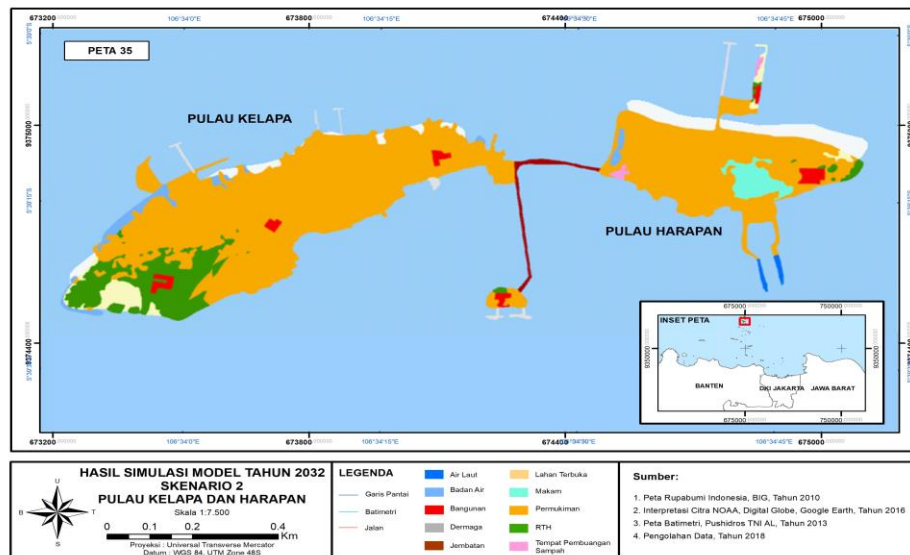 673200
106°34'0"E
673800
106°34'15"E
674400
106°34'30"E
106°34'45"E
675000
PETA 35
PULAU KELAPA
PULAU HARAPAN
9375000
9375000
9374400
9374400
INSET PETA
675000
750000
9350000
9350000
BANTEN
DKI JAKARTA
JAWA BARAT
675000
750000
673200
106°34'0"E
673800
106°34'15"E
674400
106°34'45"E
675000
HASIL SIMULASI MODEL TAHUN 2032
SKENARIO 2
PULAU KELAPA DAN HARAPAN
Skala 1:7.500
U
B
T
S
0 0.1 0.2 0.4
Km
Proyeksi : Universal Transverse Mercator
Datum : WGS 84, UTM Zone 48S
LEGENDA
Garis Pantai
Batimetri
Jalan
Air Laut
Badan Air
Bangunan
Dermaga
Jembatan
Lahan Terbuka
Makam
Permukiman
RTH
Tempat Pembuangan
Sampah
Sumber:
1. Peta Rupabumi Indonesia, BIG, Tahun 2010
2. Interpretasi Citra NOAA, Digital Globe, Google Earth, Tahun 2016
3. Peta Batimetri, Pushidros TNI AL, Tahun 2013
4. Pengolahan Data, Tahun 2018